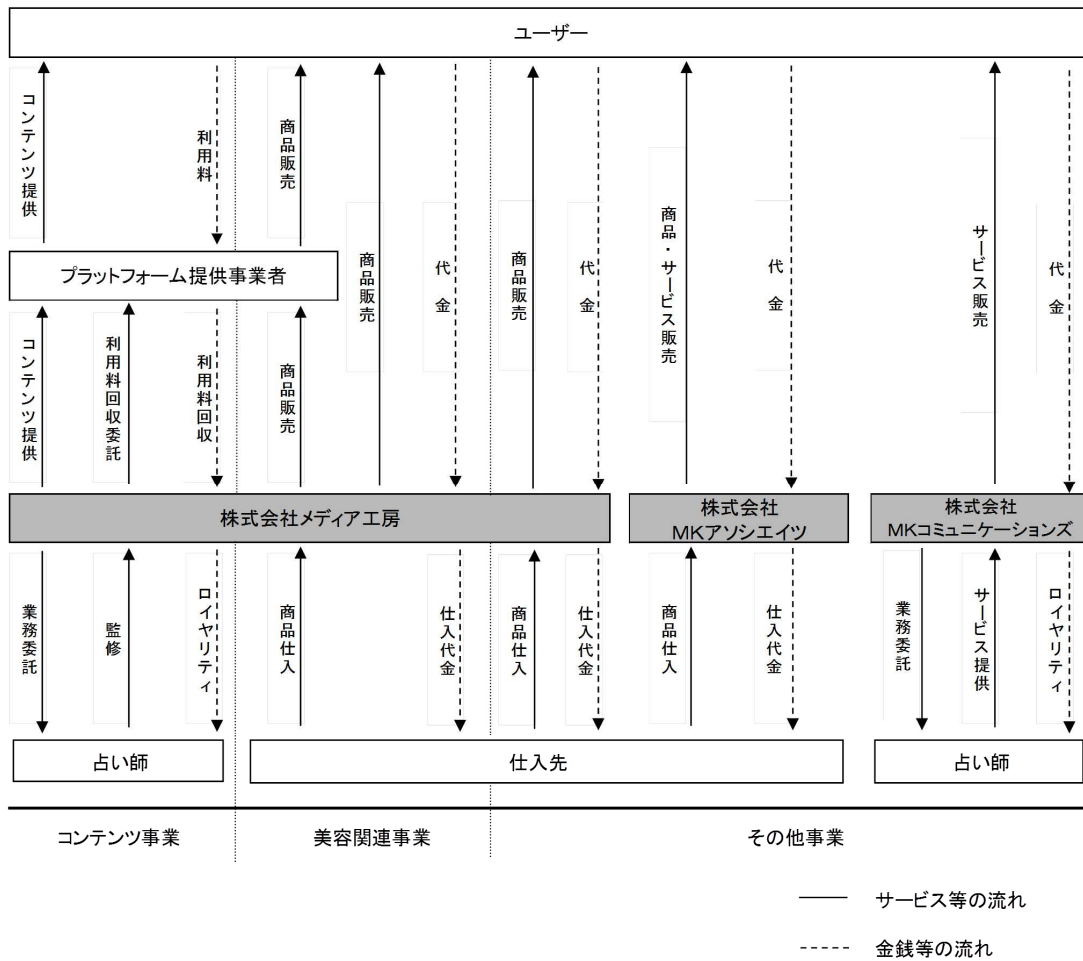 ユーザー
コンテンツ提供
利用料
商品販売
商品販売
代金
商品販売
代金
商品・サービス販売
代金
サービス販売
代金
プラットフォーム提供事業者
コンテンツ提供
利用料回収委託
利用料回収
商品販売
株式会社メディア工房
株式会社
MKアソシエイツ
株式会社
MKコミュニケーションズ
業務委託
監修
ロイヤリティ
商品仕入
仕入代金
商品仕入
仕入代金
商品仕入
仕入代金
業務委託
サービス提供
ロイヤリティ
占い師
仕入先
占い師
コンテンツ事業
美容関連事業
その他事業
サービス等の流れ
金銭等の流れ